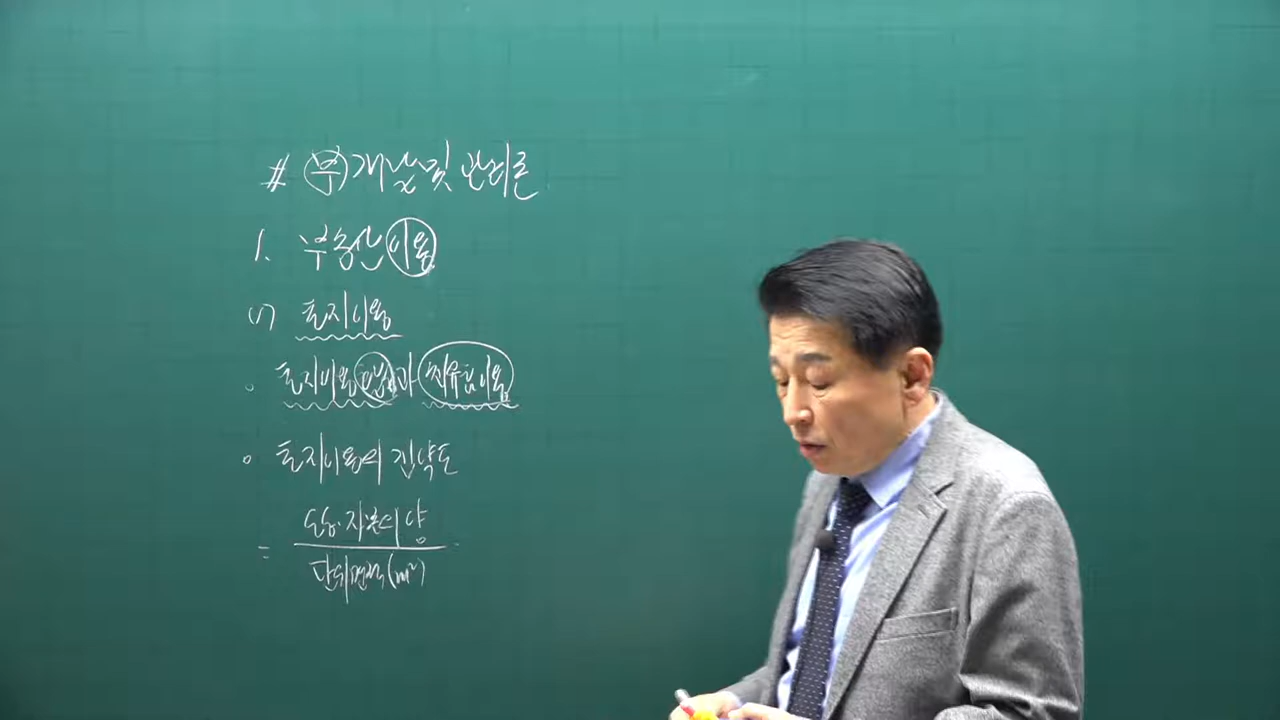 # 부)개발 및 관리론
1. 부동산이용
(1) 토지이용
· 토지이용방법과 최유효이용
· 토지이용의 집약도
= 노동·자본의 양
단위면적(m²)